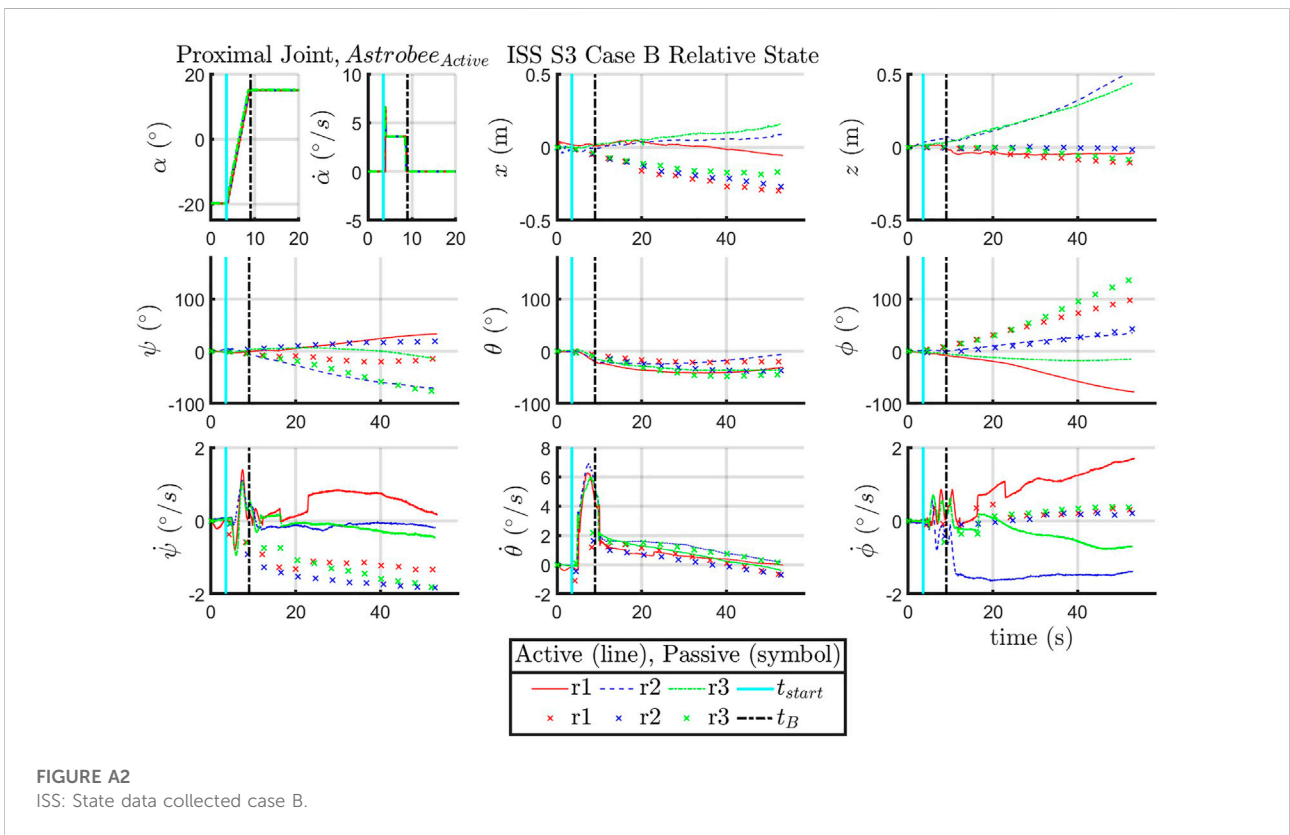 Proximal Joint, Astrobee_Active ISS S3 Case B Relative State
20
0
-20
α (°)
0 10 20
10
5
0
-5
α̇ (°/s)
0 10 20
0.5
0
-0.5
x (m)
0 20 40
0.5
0
-0.5
z (m)
0 20 40
100
0
-100
ψ (°)
0 20 40
100
0
-100
θ (°)
0 20 40
100
0
-100
φ (°)
0 20 40
2
0
-2
ψ̇ (°/s)
0 20 40
8
6
4
2
0
-2
θ̇ (°/s)
0 20 40
2
0
-2
φ̇ (°/s)
0 20 40
time (s)
Active (line), Passive (symbol)
r1 r2 r3 t_start
r1 r2 r3 t_B
FIGURE A2
ISS: State data collected case B.